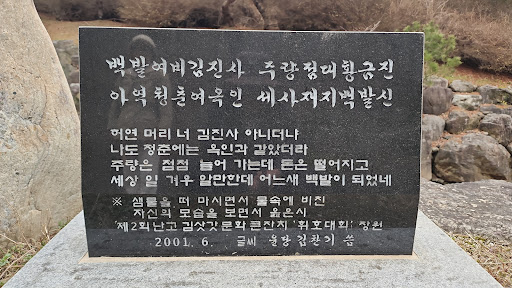 백발여비김진사 주량점대황금진
아역청춘여옥인 세사재지백발신
허연 머리 너 김진사 아니더냐
나도 청춘에는 옥인과 같았더라
주량은 점점 늘어 가는데 돈은 떨어지고
세상 일 겨우 알만한데 어느새 백발이 되었네
※ 샘물을 떠 마시면서 물속에 비친
자신의 모습을 보면서 읊은시
'제2회난고 김삿갓문화큰잔치 '휘호대회' 장원
2001. 6. 글씨 김환기 씀